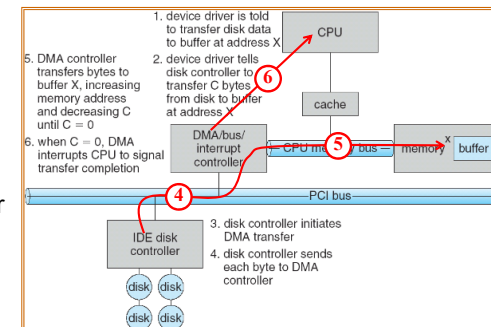 1. device driver is told
to transfer disk data
to buffer at address X
CPU
5. DMA controller
transfers bytes to
buffer X, increasing
memory address
and decreasing C
until C = 0
2. device driver tells
disk controller to
transfer C bytes
from disk to buffer
at address X
6
cache
6. when C = 0, DMA
interrupts CPU to signal
transfer completion
DMA/bus/
interrupt
controller
CPU memory bus
5
memory
X
buffer
r
4
PCI bus
IDE disk
controller
3. disk controller initiates
DMA transfer
4. disk controller sends
each byte to DMA
controller
disk
disk
disk
disk